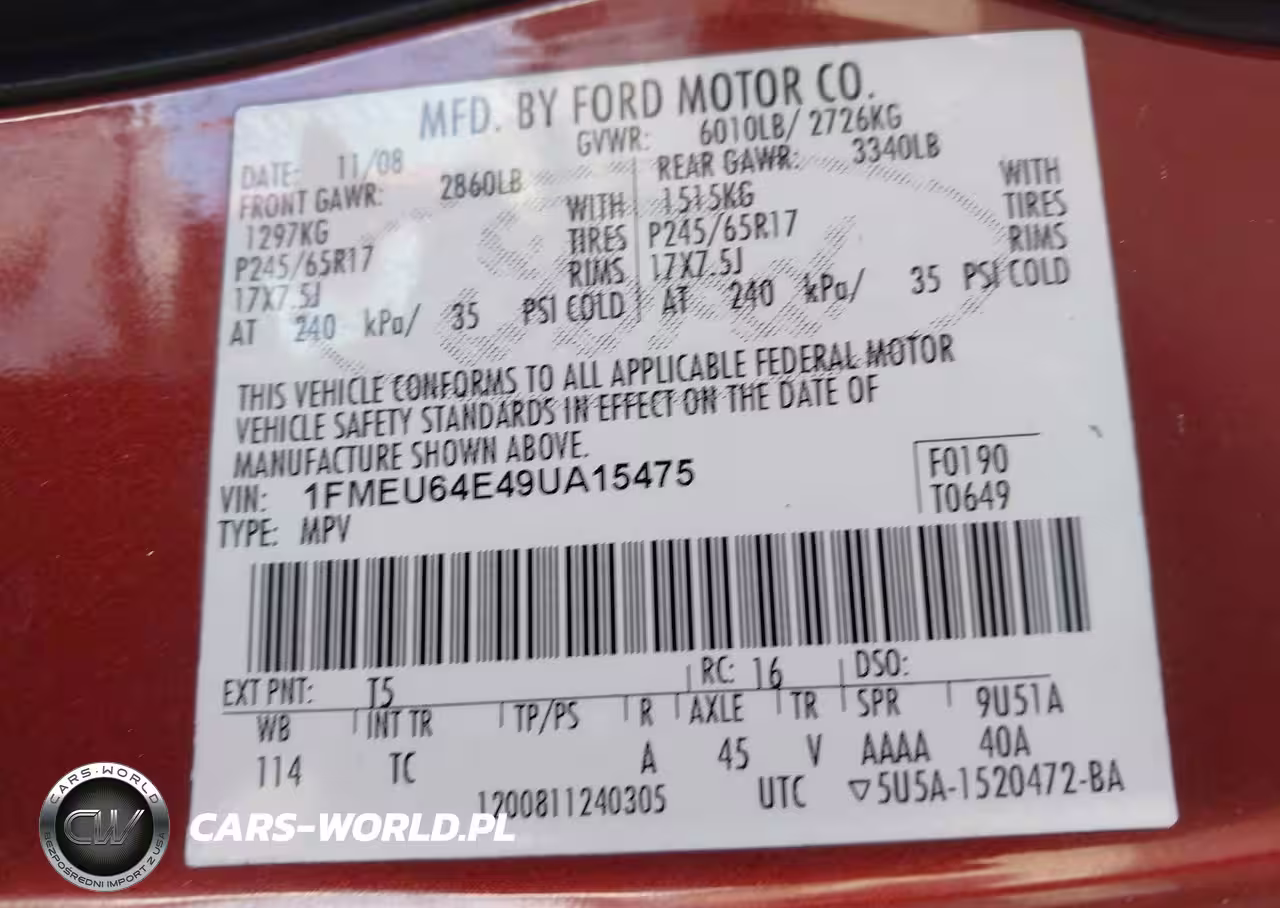 MFD. BY FORD MOTOR CO.
DATE: 11/08 GVWR: 6010LB/ 2726KG
FRONT GAWR: 2860LB REAR GAWR: 3340LB
1297KG WITH 1515KG WITH
P245/65R17 TIRES P245/65R17 TIRES
17X7.5J RIMS 17X7.5J RIMS
AT 240 kPa/ 35 PSI COLD AT 240 kPa/ 35 PSI COLD
THIS VEHICLE CONFORMS TO ALL APPLICABLE FEDERAL MOTOR
VEHICLE SAFETY STANDARDS IN EFFECT ON THE DATE OF
MANUFACTURE SHOWN ABOVE.
VIN: 1FMEU64E49UA15475 F0190
TYPE: MPV T0649
EXT PNT: T5 RC: 16 DSO:
WB INT TR TP/PS R AXLE TR SPR 9U51A
114 TC A 45 V AAAA 40A
1200811240305 UTC ▽5U5A-1520472-BA
CARS-WORLD
CW
BEZPOŚREDNI IMPORT Z USA
CARS-WORLD.PL